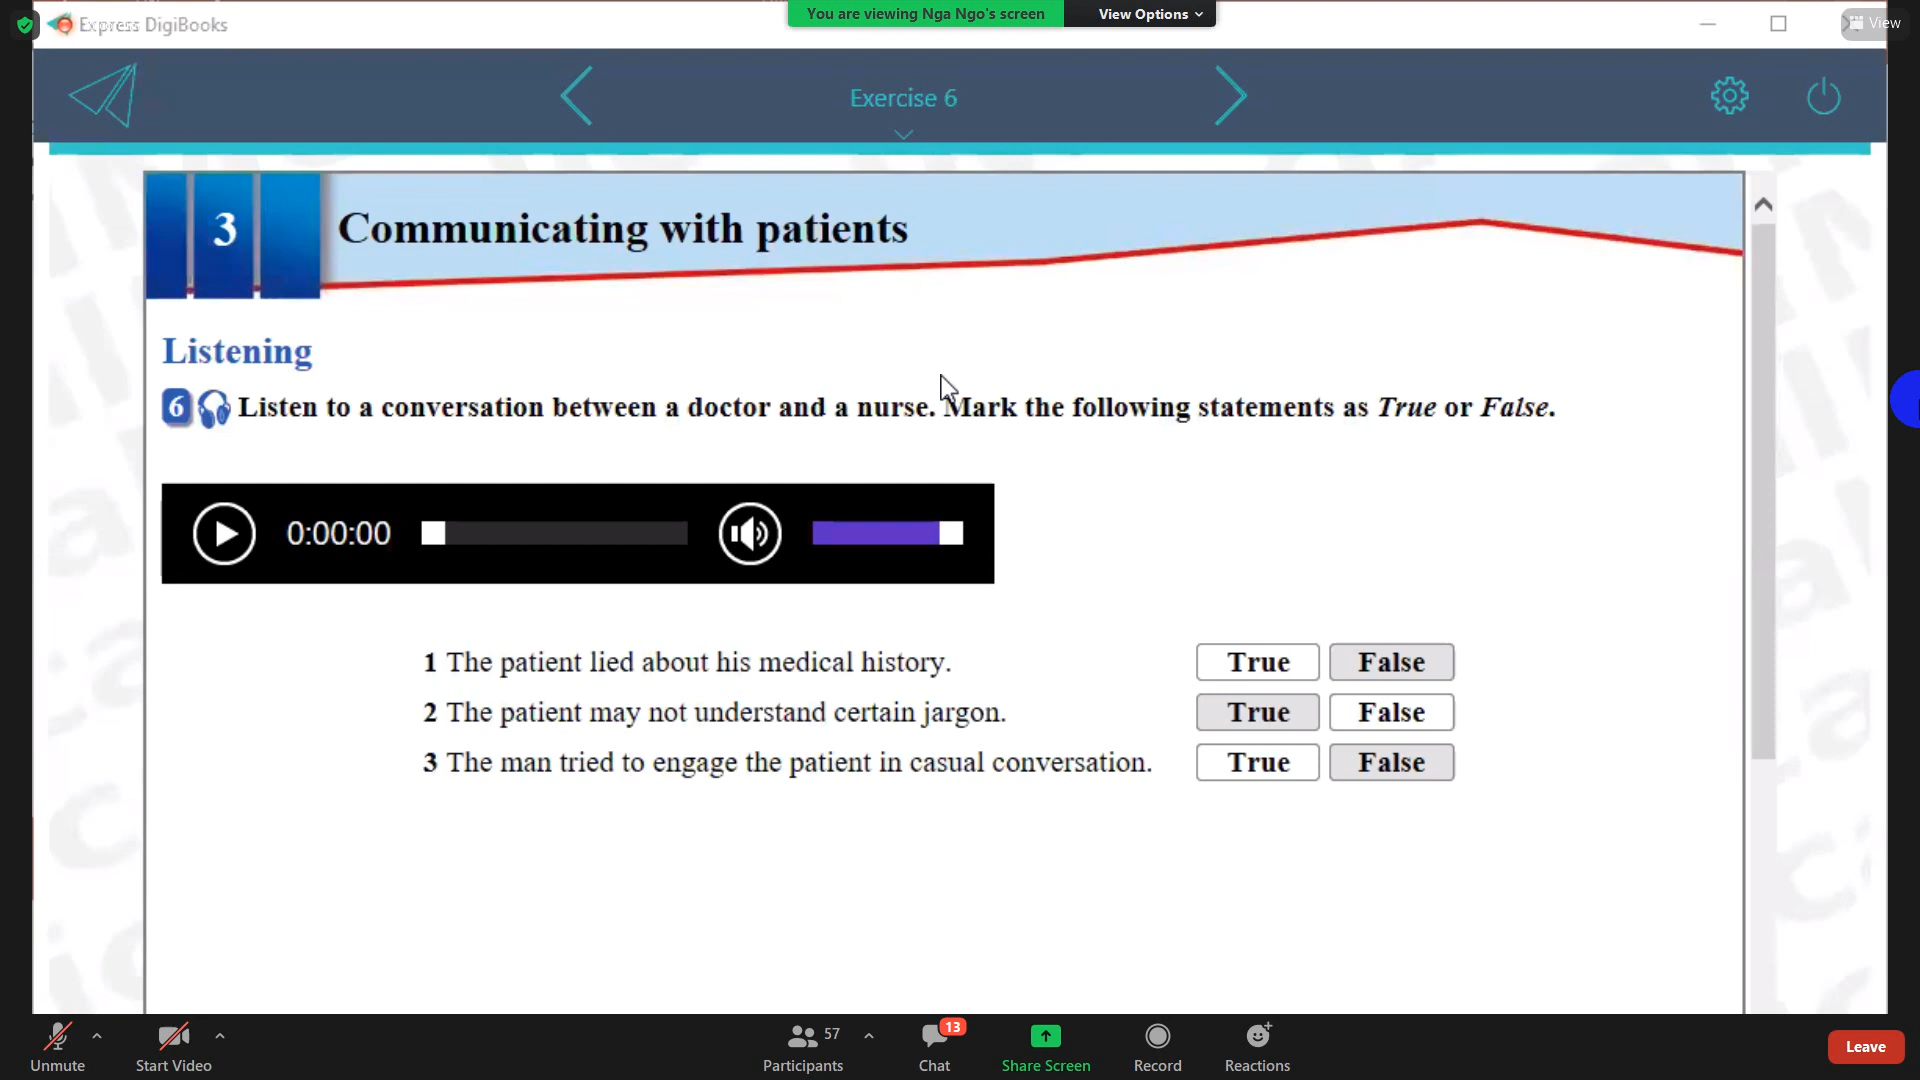 Express DigiBooks
You are viewing Nga Ngo's screen
View Options
View
Exercise 6
3
Communicating with patients
Listening
6 Listen to a conversation between a doctor and a nurse. Mark the following statements as True or False.
0:00:00
1 The patient lied about his medical history. True False
2 The patient may not understand certain jargon. True False
3 The man tried to engage the patient in casual conversation. True False
Unmute
Start Video
57
Participants
13
Chat
Share Screen
Record
Reactions
Leave